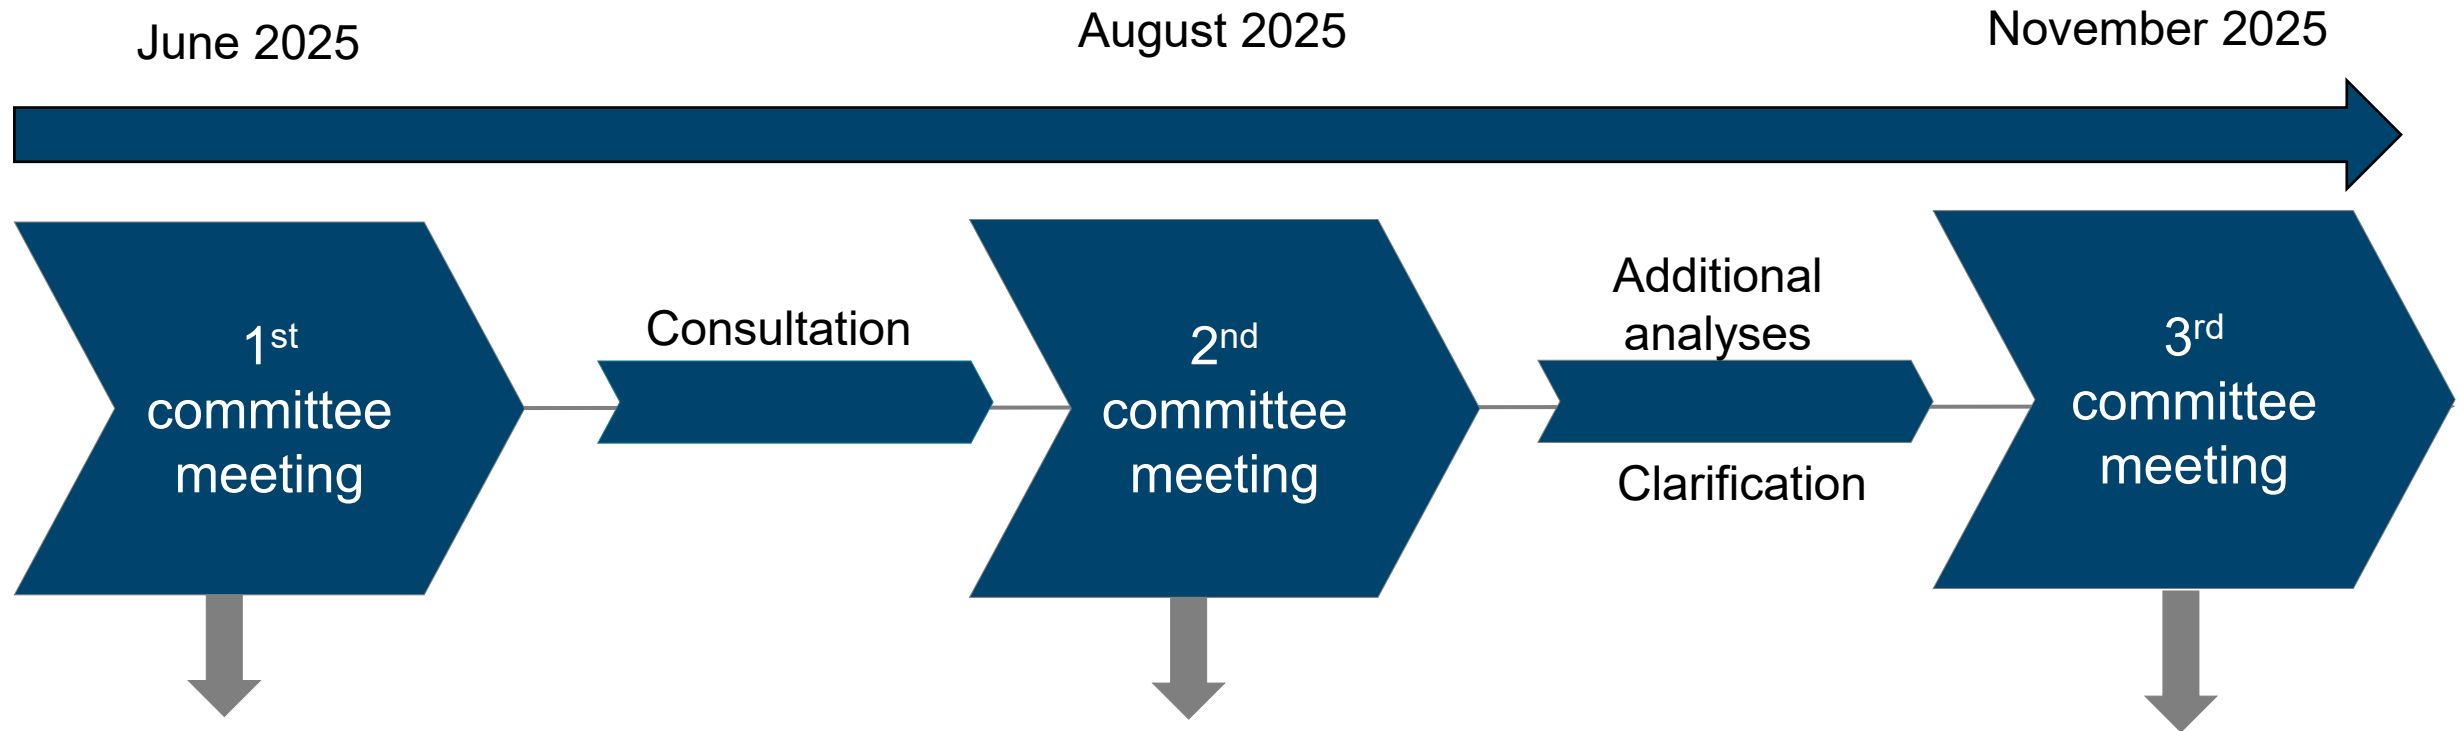 June 2025
August 2025
November 2025
1st
committee
meeting
Consultation
2nd
committee
meeting
Additional
analyses
Clarification
3rd
committee
meeting